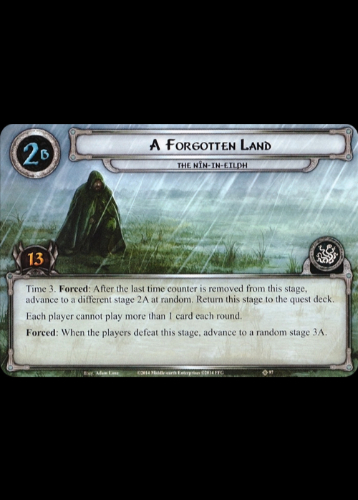 2B
A Forgotten Land
The Nîn-in-Eilph
13
Time 3. Forced: After the last time counter is removed from this stage,
advance to a different stage 2A at random. Return this stage to the quest deck.
Each player cannot play more than 1 card each round.
Forced: When the players defeat this stage, advance to a random stage 3A.